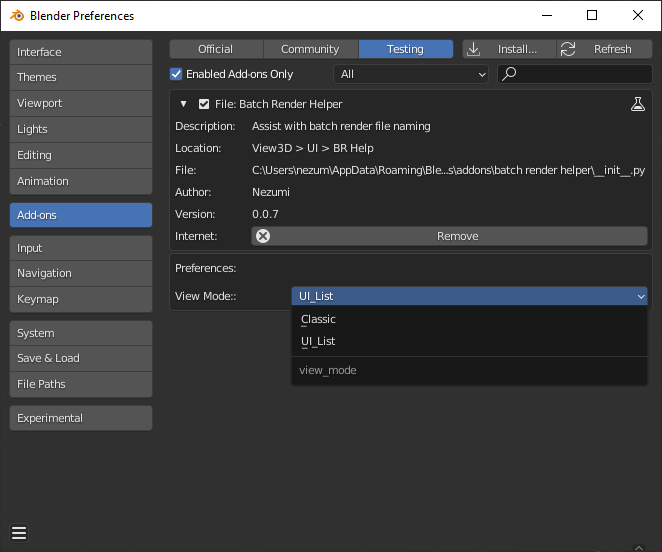 Blender Preferences
Interface
Themes
Viewport
Lights
Editing
Animation
Add-ons
Input
Navigation
Keymap
System
Save & Load
File Paths
Experimental
Official Community Testing Install... Refresh
Enabled Add-ons Only All
File: Batch Render Helper
Description: Assist with batch render file naming
Location: View3D > UI > BR Help
File: C:\Users\nezum\AppData\Roaming\Ble...s\addons\batch render helper\__init__.py
Author: Nezumi
Version: 0.0.7
Internet: Remove
Preferences:
View Mode:: UI_List
Classic
UI_List
view_mode